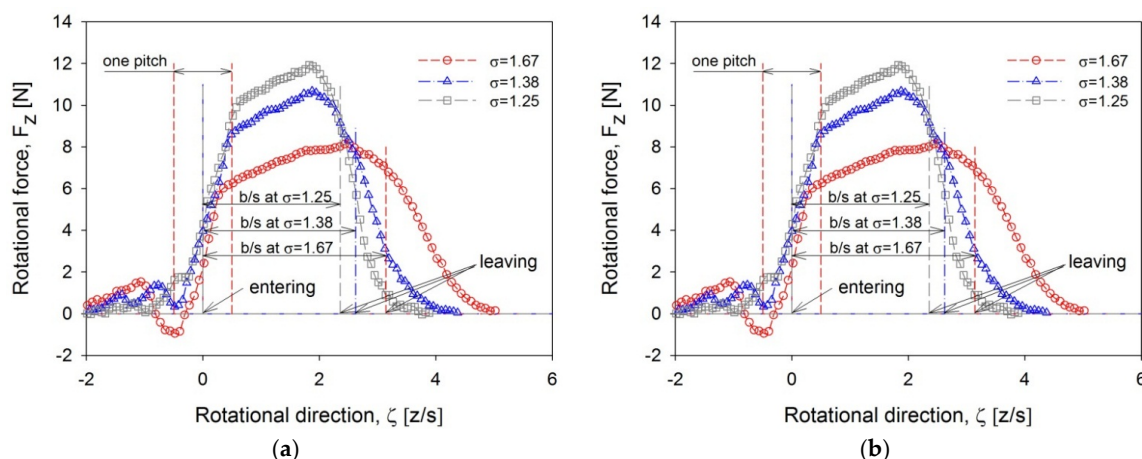 14
12
10
8
6
4
2
0
-2
Rotational force, F_Z [N]
one pitch
σ=1.67
σ=1.38
σ=1.25
b/s at σ=1.25
b/s at σ=1.38
b/s at σ=1.67
entering
leaving
-2 0 2 4 6
Rotational direction, ζ [z/s]
(a)
14
12
10
8
6
4
2
0
-2
Rotational force, F_Z [N]
one pitch
σ=1.67
σ=1.38
σ=1.25
b/s at σ=1.25
b/s at σ=1.38
b/s at σ=1.67
entering
leaving
-2 0 2 4 6
Rotational direction, ζ [z/s]
(b)